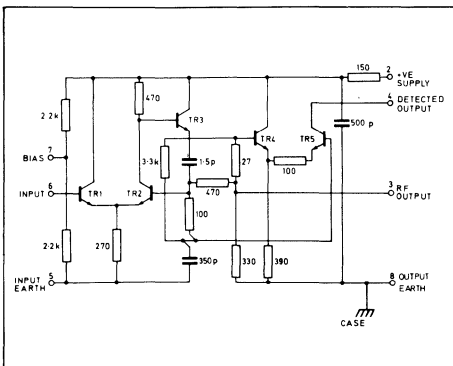 150
2
+VE
SUPPLY
4
DETECTED
OUTPUT
470
2·2k
TR3
500p
TR4
TR5
7
BIAS
3·3k
1·5p
27
100
6
INPUT
TR1
TR2
470
3
RF
OUTPUT
100
2·2k
270
350p
330
390
INPUT
EARTH
5
8
OUTPUT
EARTH
CASE